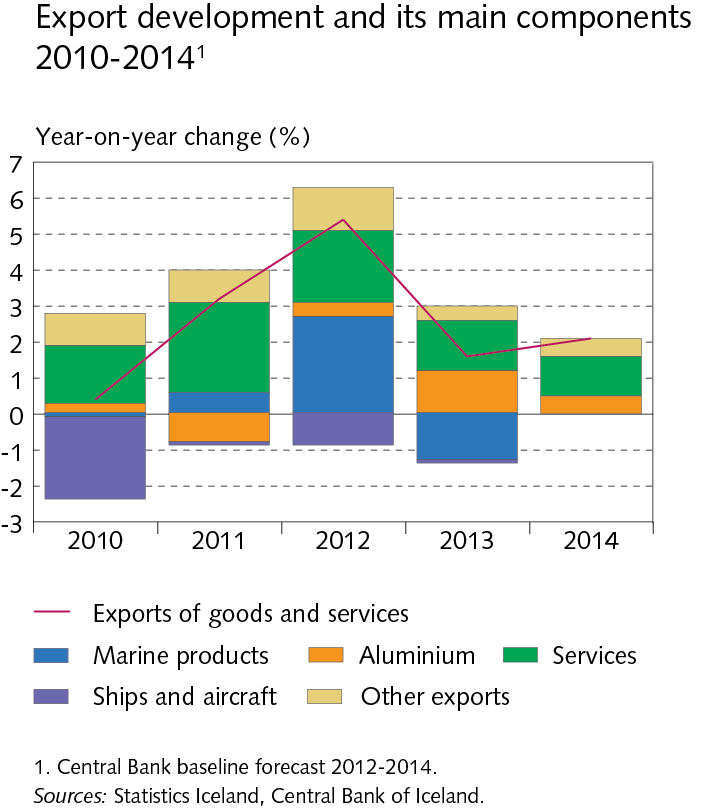 Export development and its main components
2010-2014¹
Year-on-year change (%)
7
6
5
4
3
2
1
0
-1
-2
-3
2010 2011 2012 2013 2014
Exports of goods and services
Marine products Aluminium Services
Ships and aircraft Other exports
1. Central Bank baseline forecast 2012-2014.
Sources: Statistics Iceland, Central Bank of Iceland.